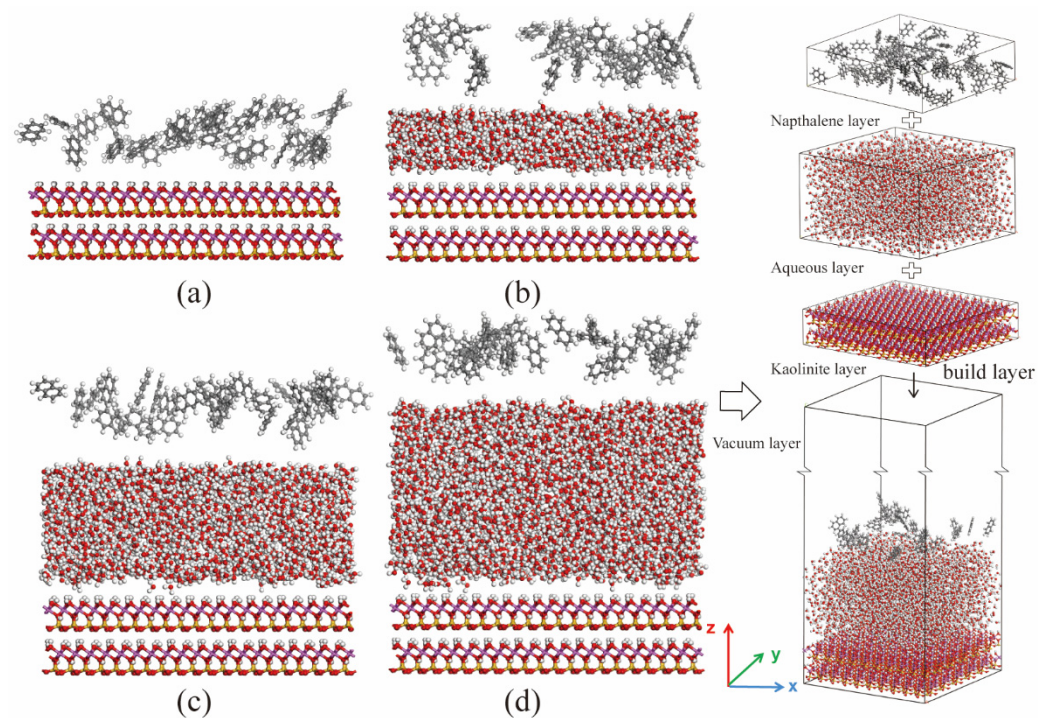 (a)
(b)
(c)
(d)
Napthalene layer
Aqueous layer
Kaolinite layer
build layer
Vacuum layer
z
y
x